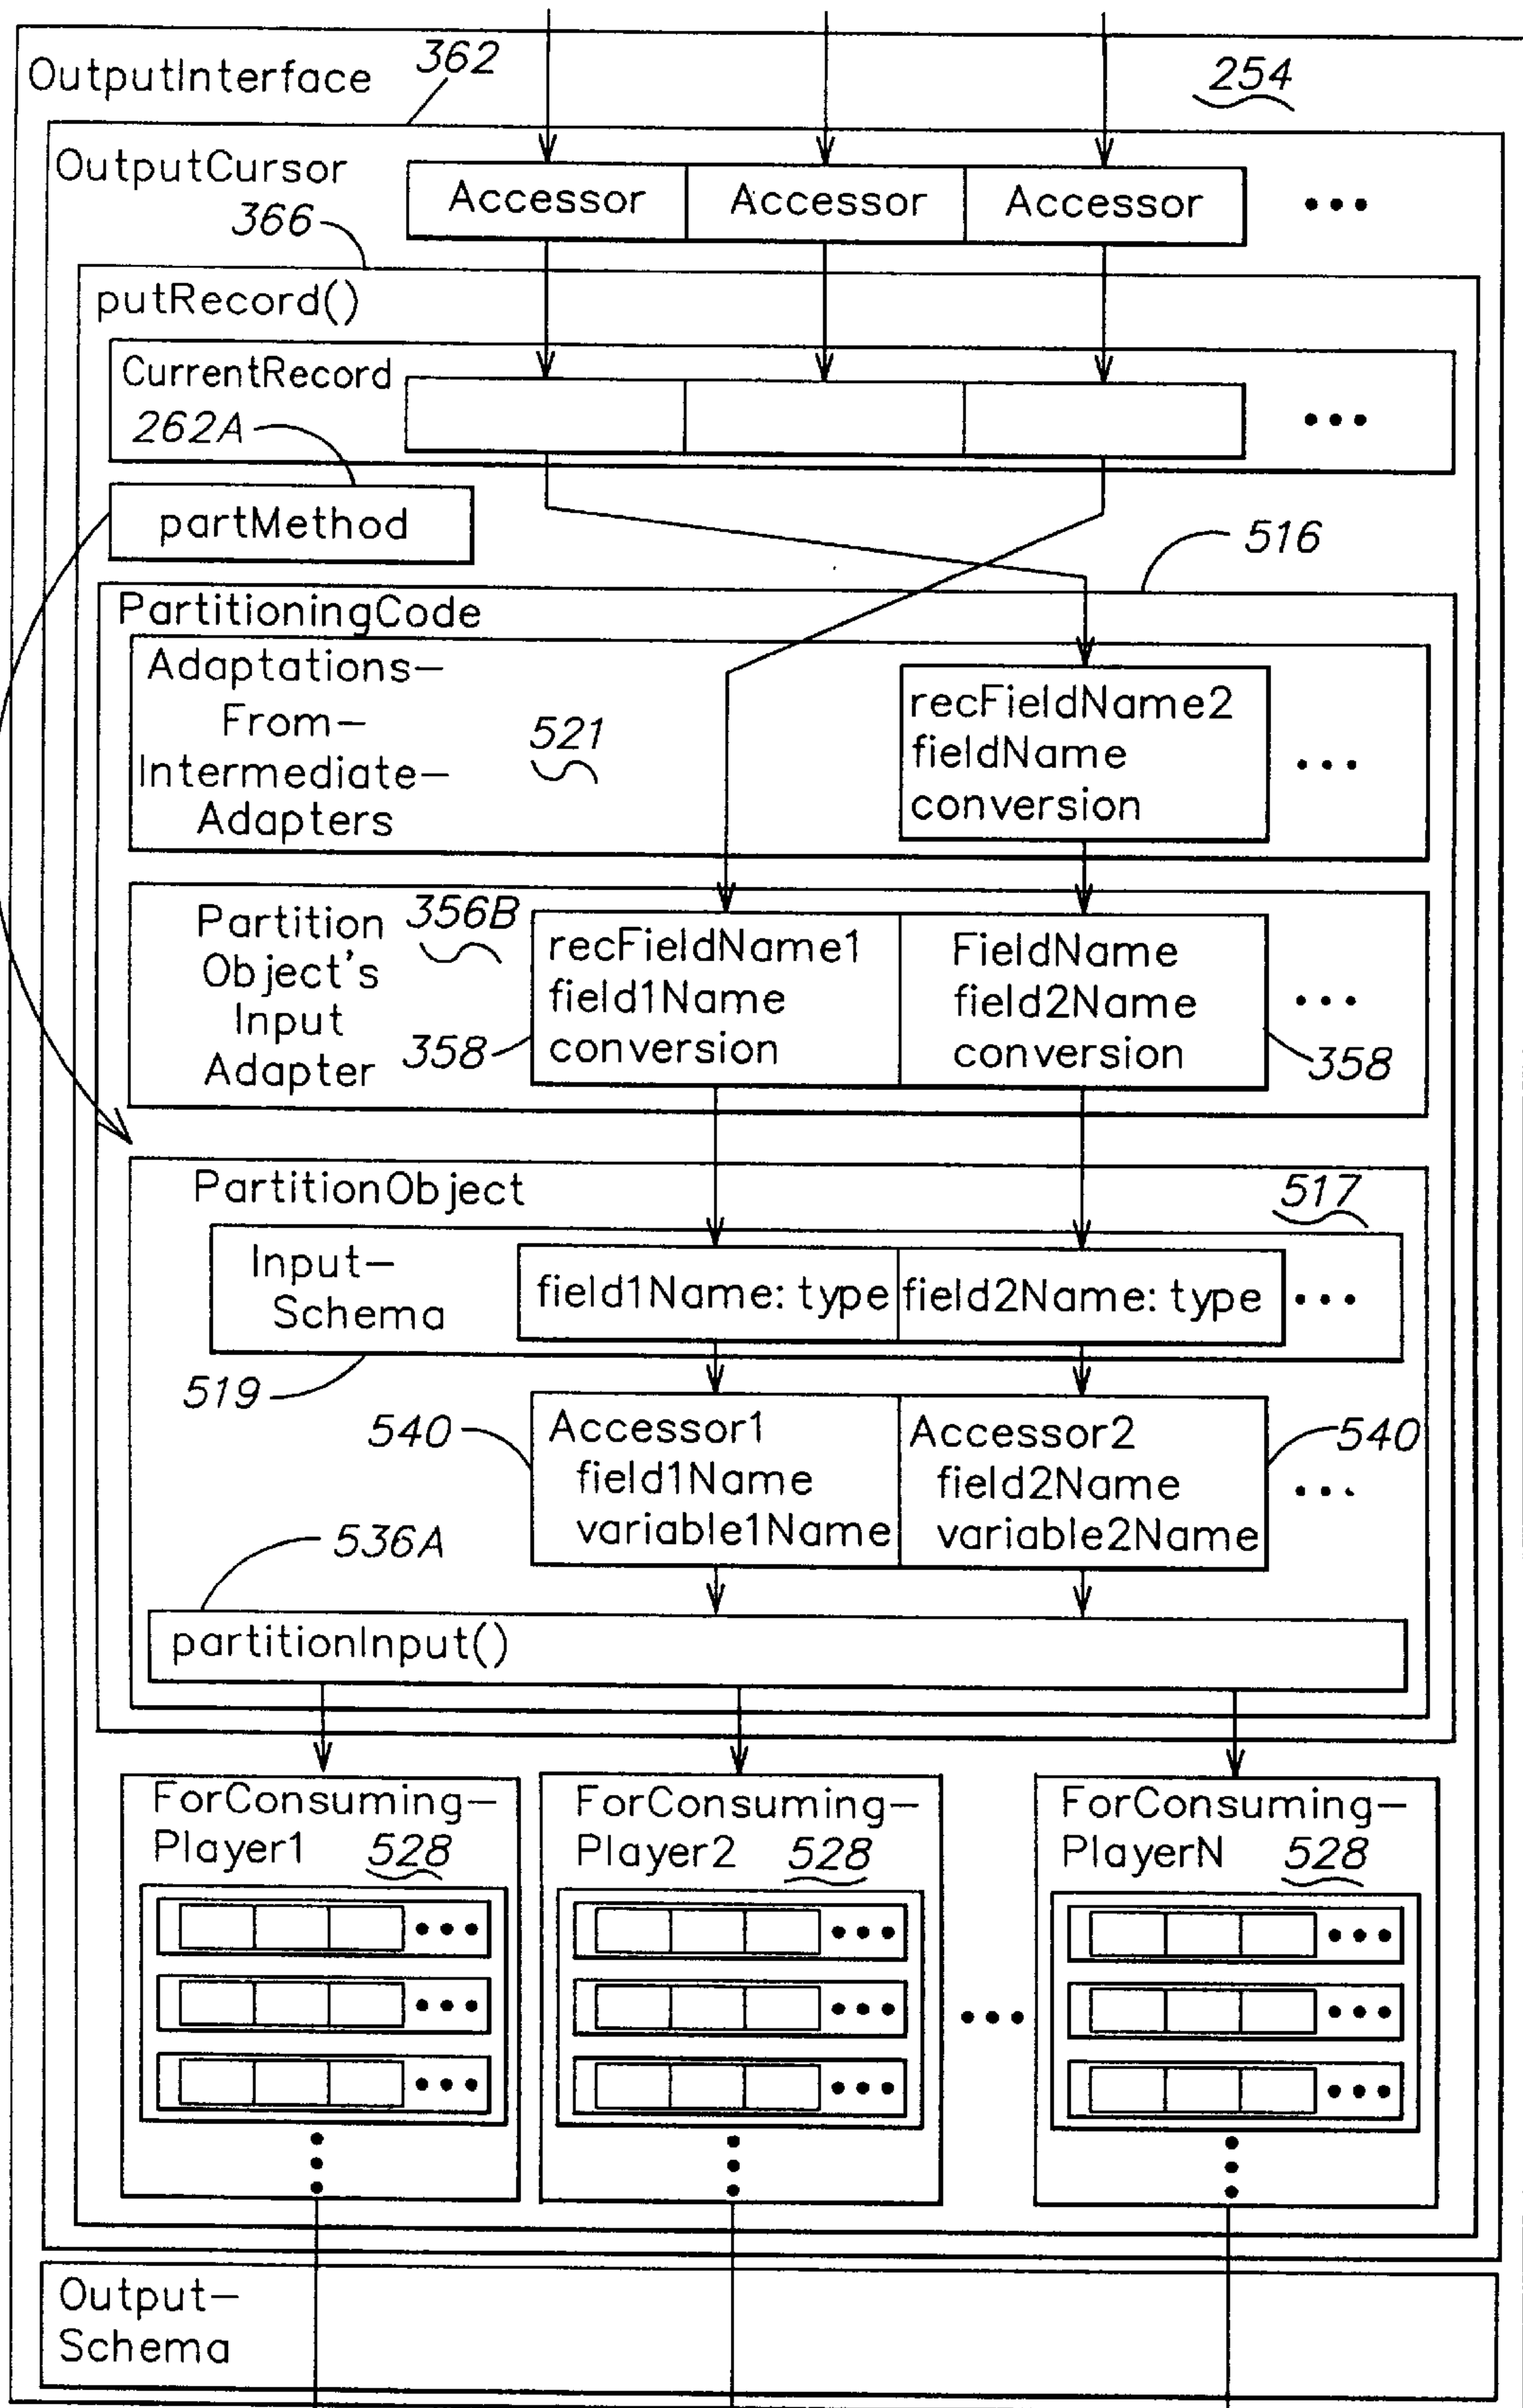 OutputInterface
362
254
OutputCursor
Accessor Accessor Accessor •••
366
putRecord()
CurrentRecord
•••
262A
partMethod
516
PartitioningCode
Adaptations–
From–
Intermediate–
Adapters
521
recFieldName2
fieldName
conversion
•••
Partition
Object's
Input
Adapter
356B
recFieldName1
field1Name
conversion
358
FieldName
field2Name
conversion
•••
358
PartitionObject
517
Input–
Schema
field1Name: type field2Name: type •••
519
540
Accessor1
field1Name
variable1Name
Accessor2
field2Name
variable2Name
540
•••
536A
partitionInput()
ForConsuming–
Player1 528
•••
•••
•••
ForConsuming–
Player2 528
•••
•••
•••
•••
ForConsuming–
PlayerN 528
•••
•••
•••
Output–
Schema